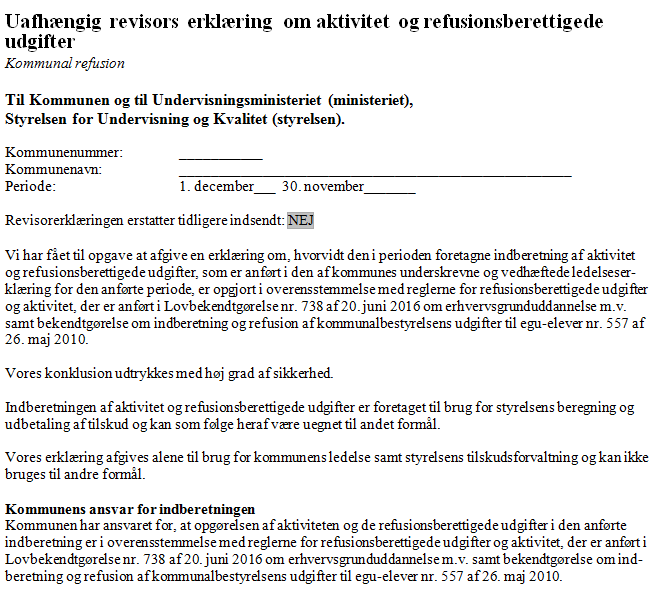 Uafhængig revisors erklæring om aktivitet og refusionsberettigede
udgifter
Kommunal refusion
Til Kommunen og til Undervisningsministeriet (ministeriet),
Styrelsen for Undervisning og Kvalitet (styrelsen).
Kommunenummer: ___________
Kommunenavn: ____________________________________________________
Periode: 1. december___ 30. november_______
Revisorerklæringen erstatter tidligere indsendt: NEJ
Vi har fået til opgave at afgive en erklæring om, hvorvidt den i perioden foretagne indberetning af aktivitet
og refusionsberettigede udgifter, som er anført i den af kommunes underskrevne og vedhæftede ledelseser-
klæring for den anførte periode, er opgjort i overensstemmelse med reglerne for refusionsberettigede udgifter
og aktivitet, der er anført i Lovbekendtgørelse nr. 738 af 20. juni 2016 om erhvervsgrunduddannelse m.v.
samt bekendtgørelse om indberetning og refusion af kommunalbestyrelsens udgifter til egu-elever nr. 557 af
26. maj 2010.
Vores konklusion udtrykkes med høj grad af sikkerhed.
Indberetningen af aktivitet og refusionsberettigede udgifter er foretaget til brug for styrelsens beregning og
udbetaling af tilskud og kan som følge heraf være uegnet til andet formål.
Vores erklæring afgives alene til brug for kommunens ledelse samt styrelsens tilskudsforvaltning og kan ikke
bruges til andre formål.
Kommunens ansvar for indberetningen
Kommunen har ansvaret for, at opgørelsen af aktiviteten og de refusionsberettigede udgifter i den anførte
indberetning er i overensstemmelse med reglerne for refusionsberettigede udgifter og aktivitet, der er anført i
Lovbekendtgørelse nr. 738 af 20. juni 2016 om erhvervsgrunduddannelse m.v. samt bekendtgørelse om ind-
beretning og refusion af kommunalbestyrelsens udgifter til egu-elever nr. 557 af 26. maj 2010.